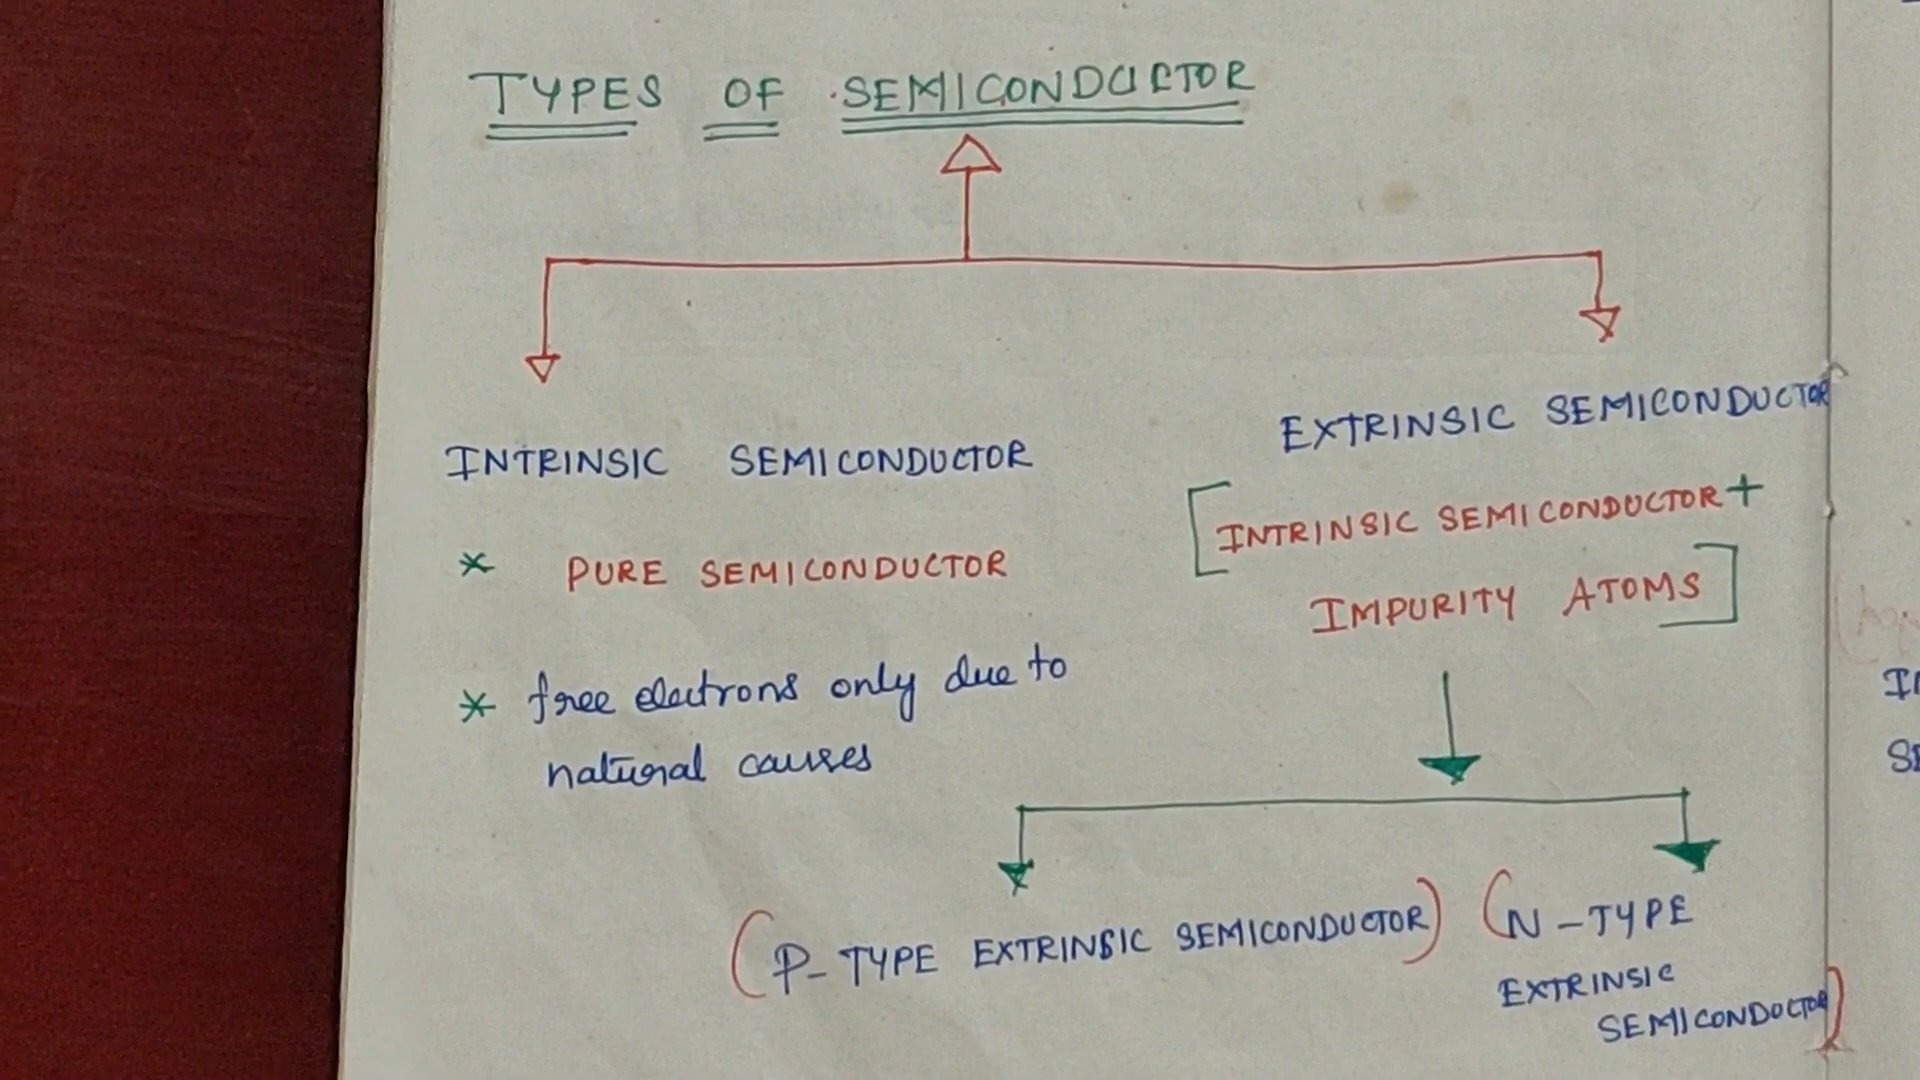 TYPES OF SEMICONDUCTOR
INTRINSIC SEMICONDUCTOR
* PURE SEMICONDUCTOR
* free electrons only due to
natural causes
EXTRINSIC SEMICONDUCTOR
[INTRINSIC SEMICONDUCTOR +
IMPURITY ATOMS]
(P-TYPE EXTRINSIC SEMICONDUCTOR)
(N-TYPE
EXTRINSIC
SEMICONDOCTOR)